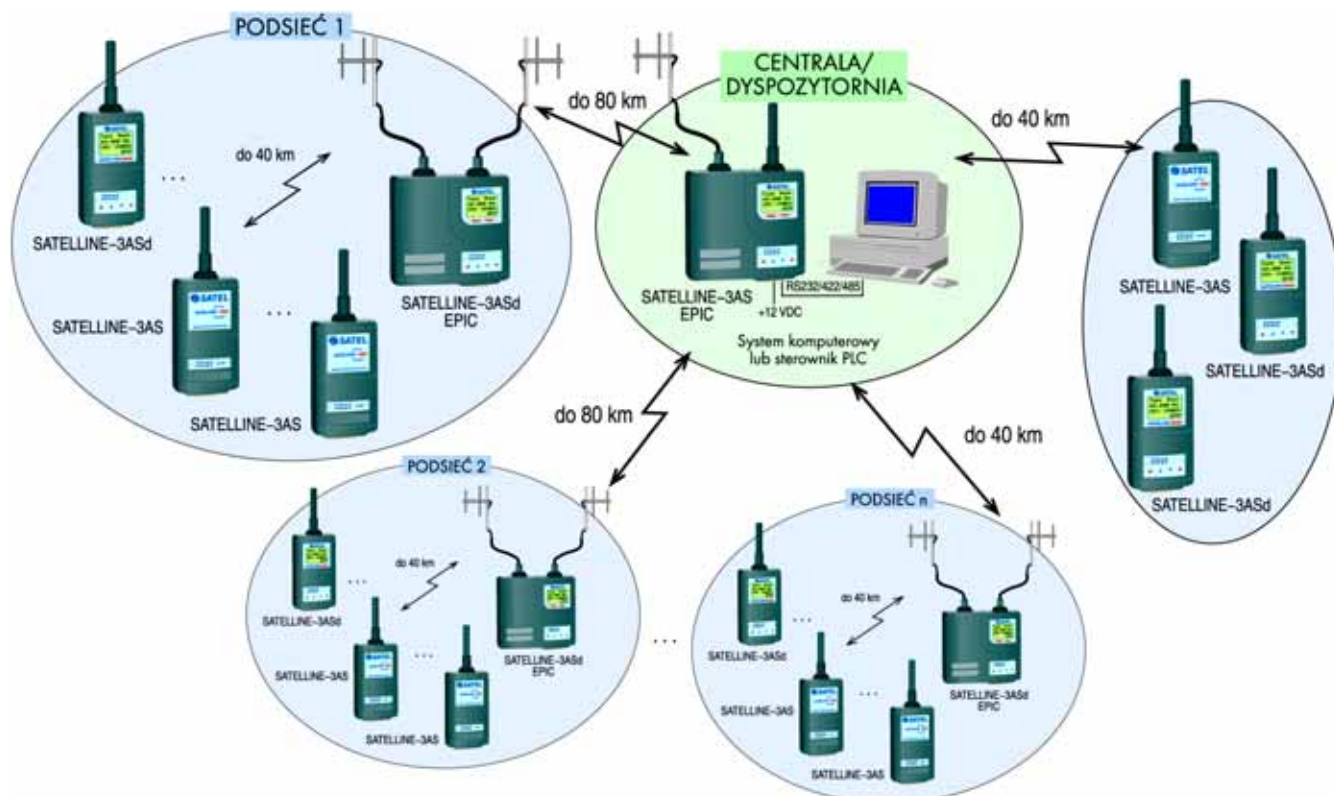 PODSIEĆ 1
SATELLINE-3ASd
...
do 40 km
SATELLINE-3AS
...
SATEL
SATELLINE-3AS
SATEL
SATELLINE-3ASd
EPIC
do 80 km
CENTRALA/
DYSPOZYTORNIA
SATELLINE-3AS
EPIC
+12 VDC
RS232/422/485
System komputerowy
lub sterownik PLC
do 40 km
SATEL
SATELLINE-3AS
SATELLINE-3ASd
SATELLINE-3ASd
do 80 km
do 40 km
PODSIEĆ 2
SATELLINE-3ASd
...
do 40 km
SATELLINE-3AS
...
SATELLINE-3AS
SATELLINE-3ASd
EPIC
...
PODSIEĆ n
SATELLINE-3ASd
...
do 40 km
SATELLINE-3AS
...
SATELLINE-3AS
SATELLINE-3ASd
EPIC